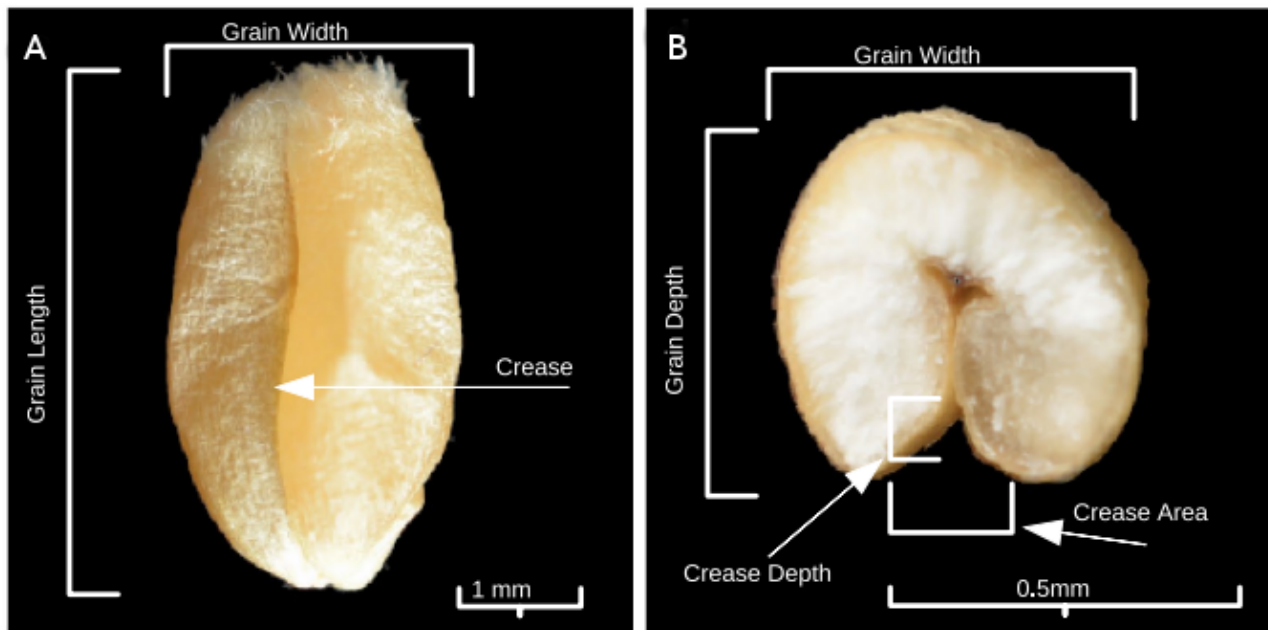 A
Grain Width
Grain Length
Crease
1 mm
B
Grain Width
Grain Depth
Crease Area
Crease Depth
0.5mm